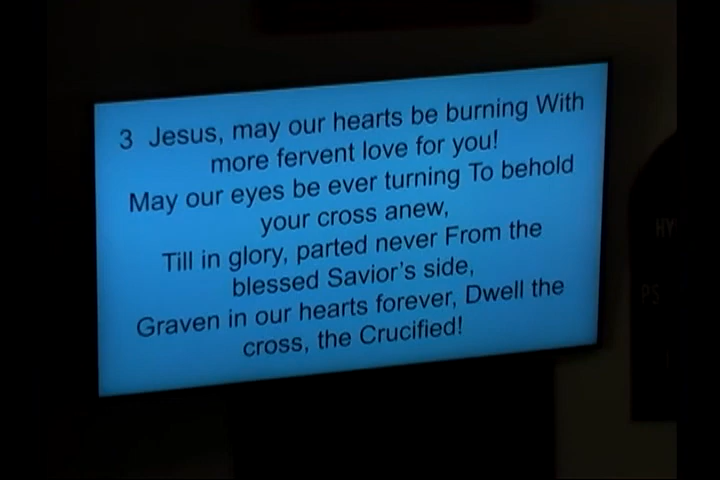 3 Jesus, may our hearts be burning With
more fervent love for you!
May our eyes be ever turning To behold
your cross anew,
Till in glory, parted never From the
blessed Savior's side,
Graven in our hearts forever, Dwell the
cross, the Crucified!
HY
PS